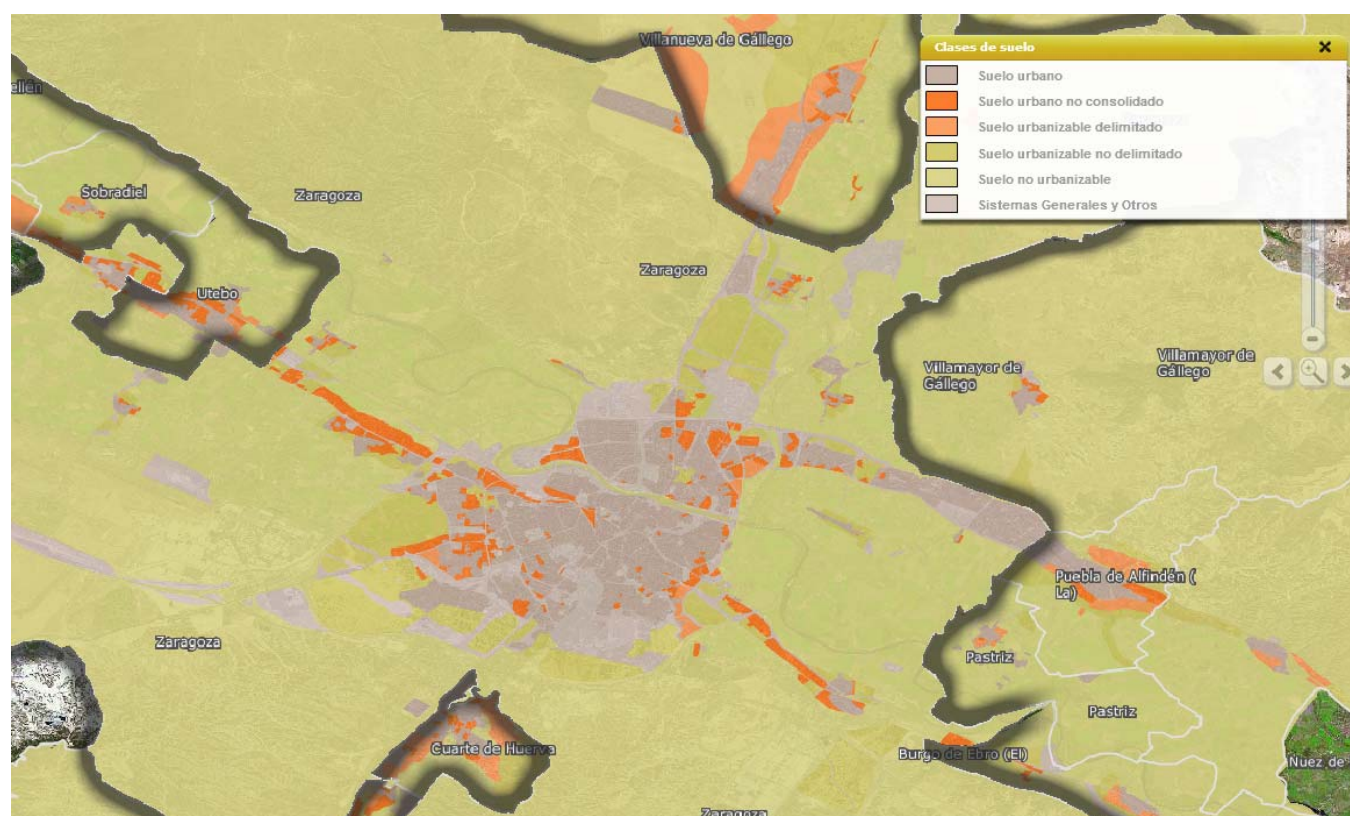 Villanueva de Gállego
Clases de suelo
Suelo urbano
Suelo urbano no consolidado
Suelo urbanizable delimitado
Suelo urbanizable no delimitado
Suelo no urbanizable
Sistemas Generales y Otros
ellén
Sobradiel
Zaragoza
Zaragoza
Utebo
Villamayor de
Gállego
Villamayor de
Gállego
Puebla de Alfindén (
La)
Zaragoza
Pastriz
Pastriz
Cuarte de Huerva
Burgo de Ebro (El)
Nuez de
Zaragoza